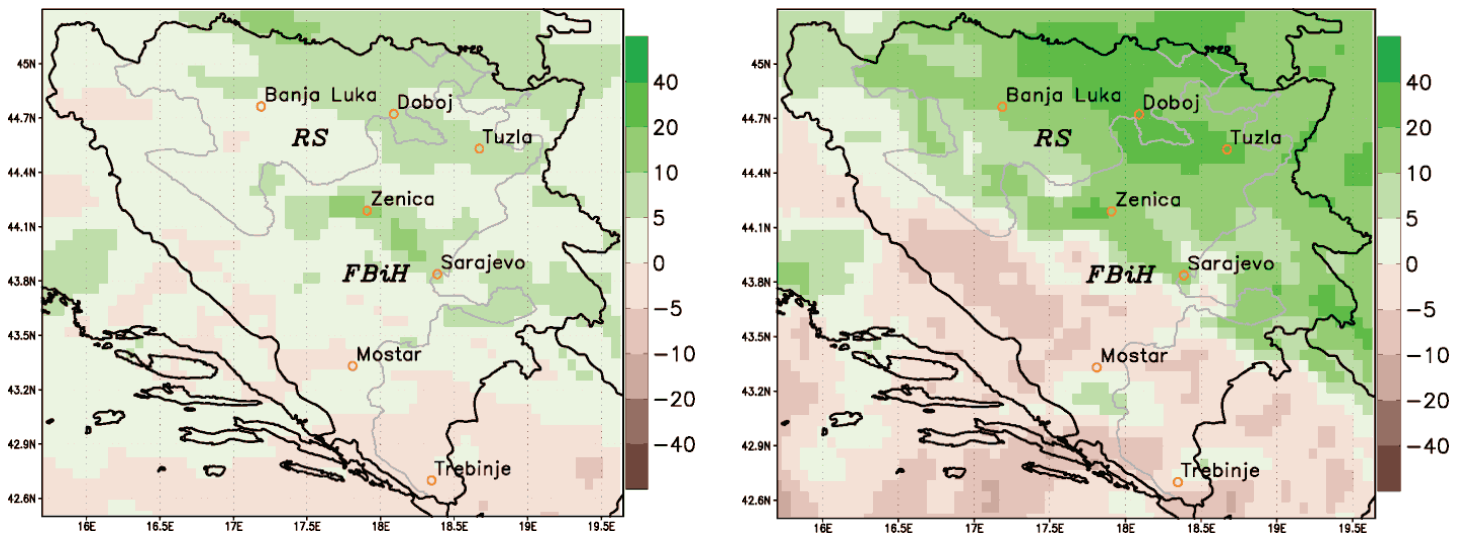 45N
44.7N
44.4N
44.1N
43.8N
43.5N
43.2N
42.9N
42.6N
16E
16.5E
17E
17.5E
18E
18.5E
19E
19.5E
Banja Luka
Doboj
RS
Tuzla
Zenica
FBiH
Sarajevo
Mostar
Trebinje
40
20
10
5
0
−5
−10
−20
−40
45N
44.7N
44.4N
44.1N
43.8N
43.5N
43.2N
42.9N
42.6N
16E
16.5E
17E
17.5E
18E
18.5E
19E
19.5E
Banja Luka
Doboj
RS
Tuzla
Zenica
FBiH
Sarajevo
Mostar
Trebinje
40
20
10
5
0
−5
−10
−20
−40